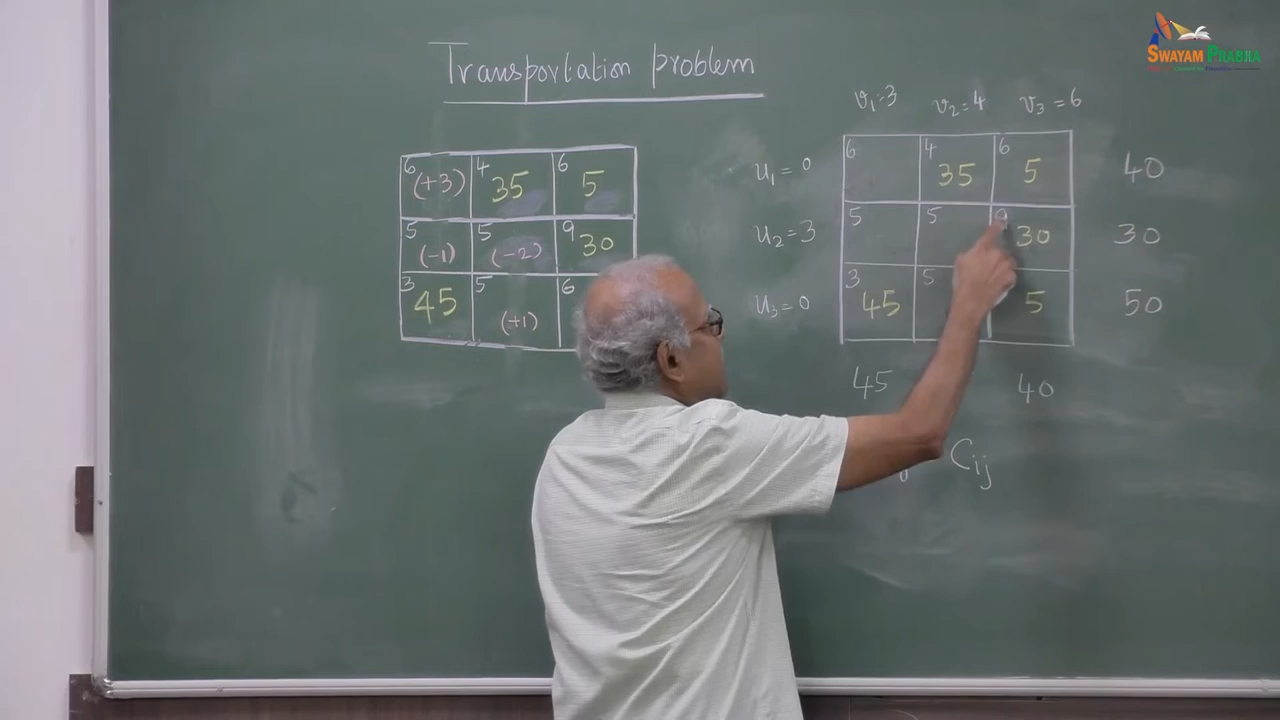 SWAYAM PRABHA
Transportation problem
v₁=3 v₂=4 v₃=6
6 (+3) 4 35 6 5
5 (-1) 5 (-2) 9 30
3 45 5 (+1) 6
u₁=0 6 4 35 6 5 40
u₂=3 5 5 9 30 30
u₃=0 3 45 5 5 50
45 40
Cij